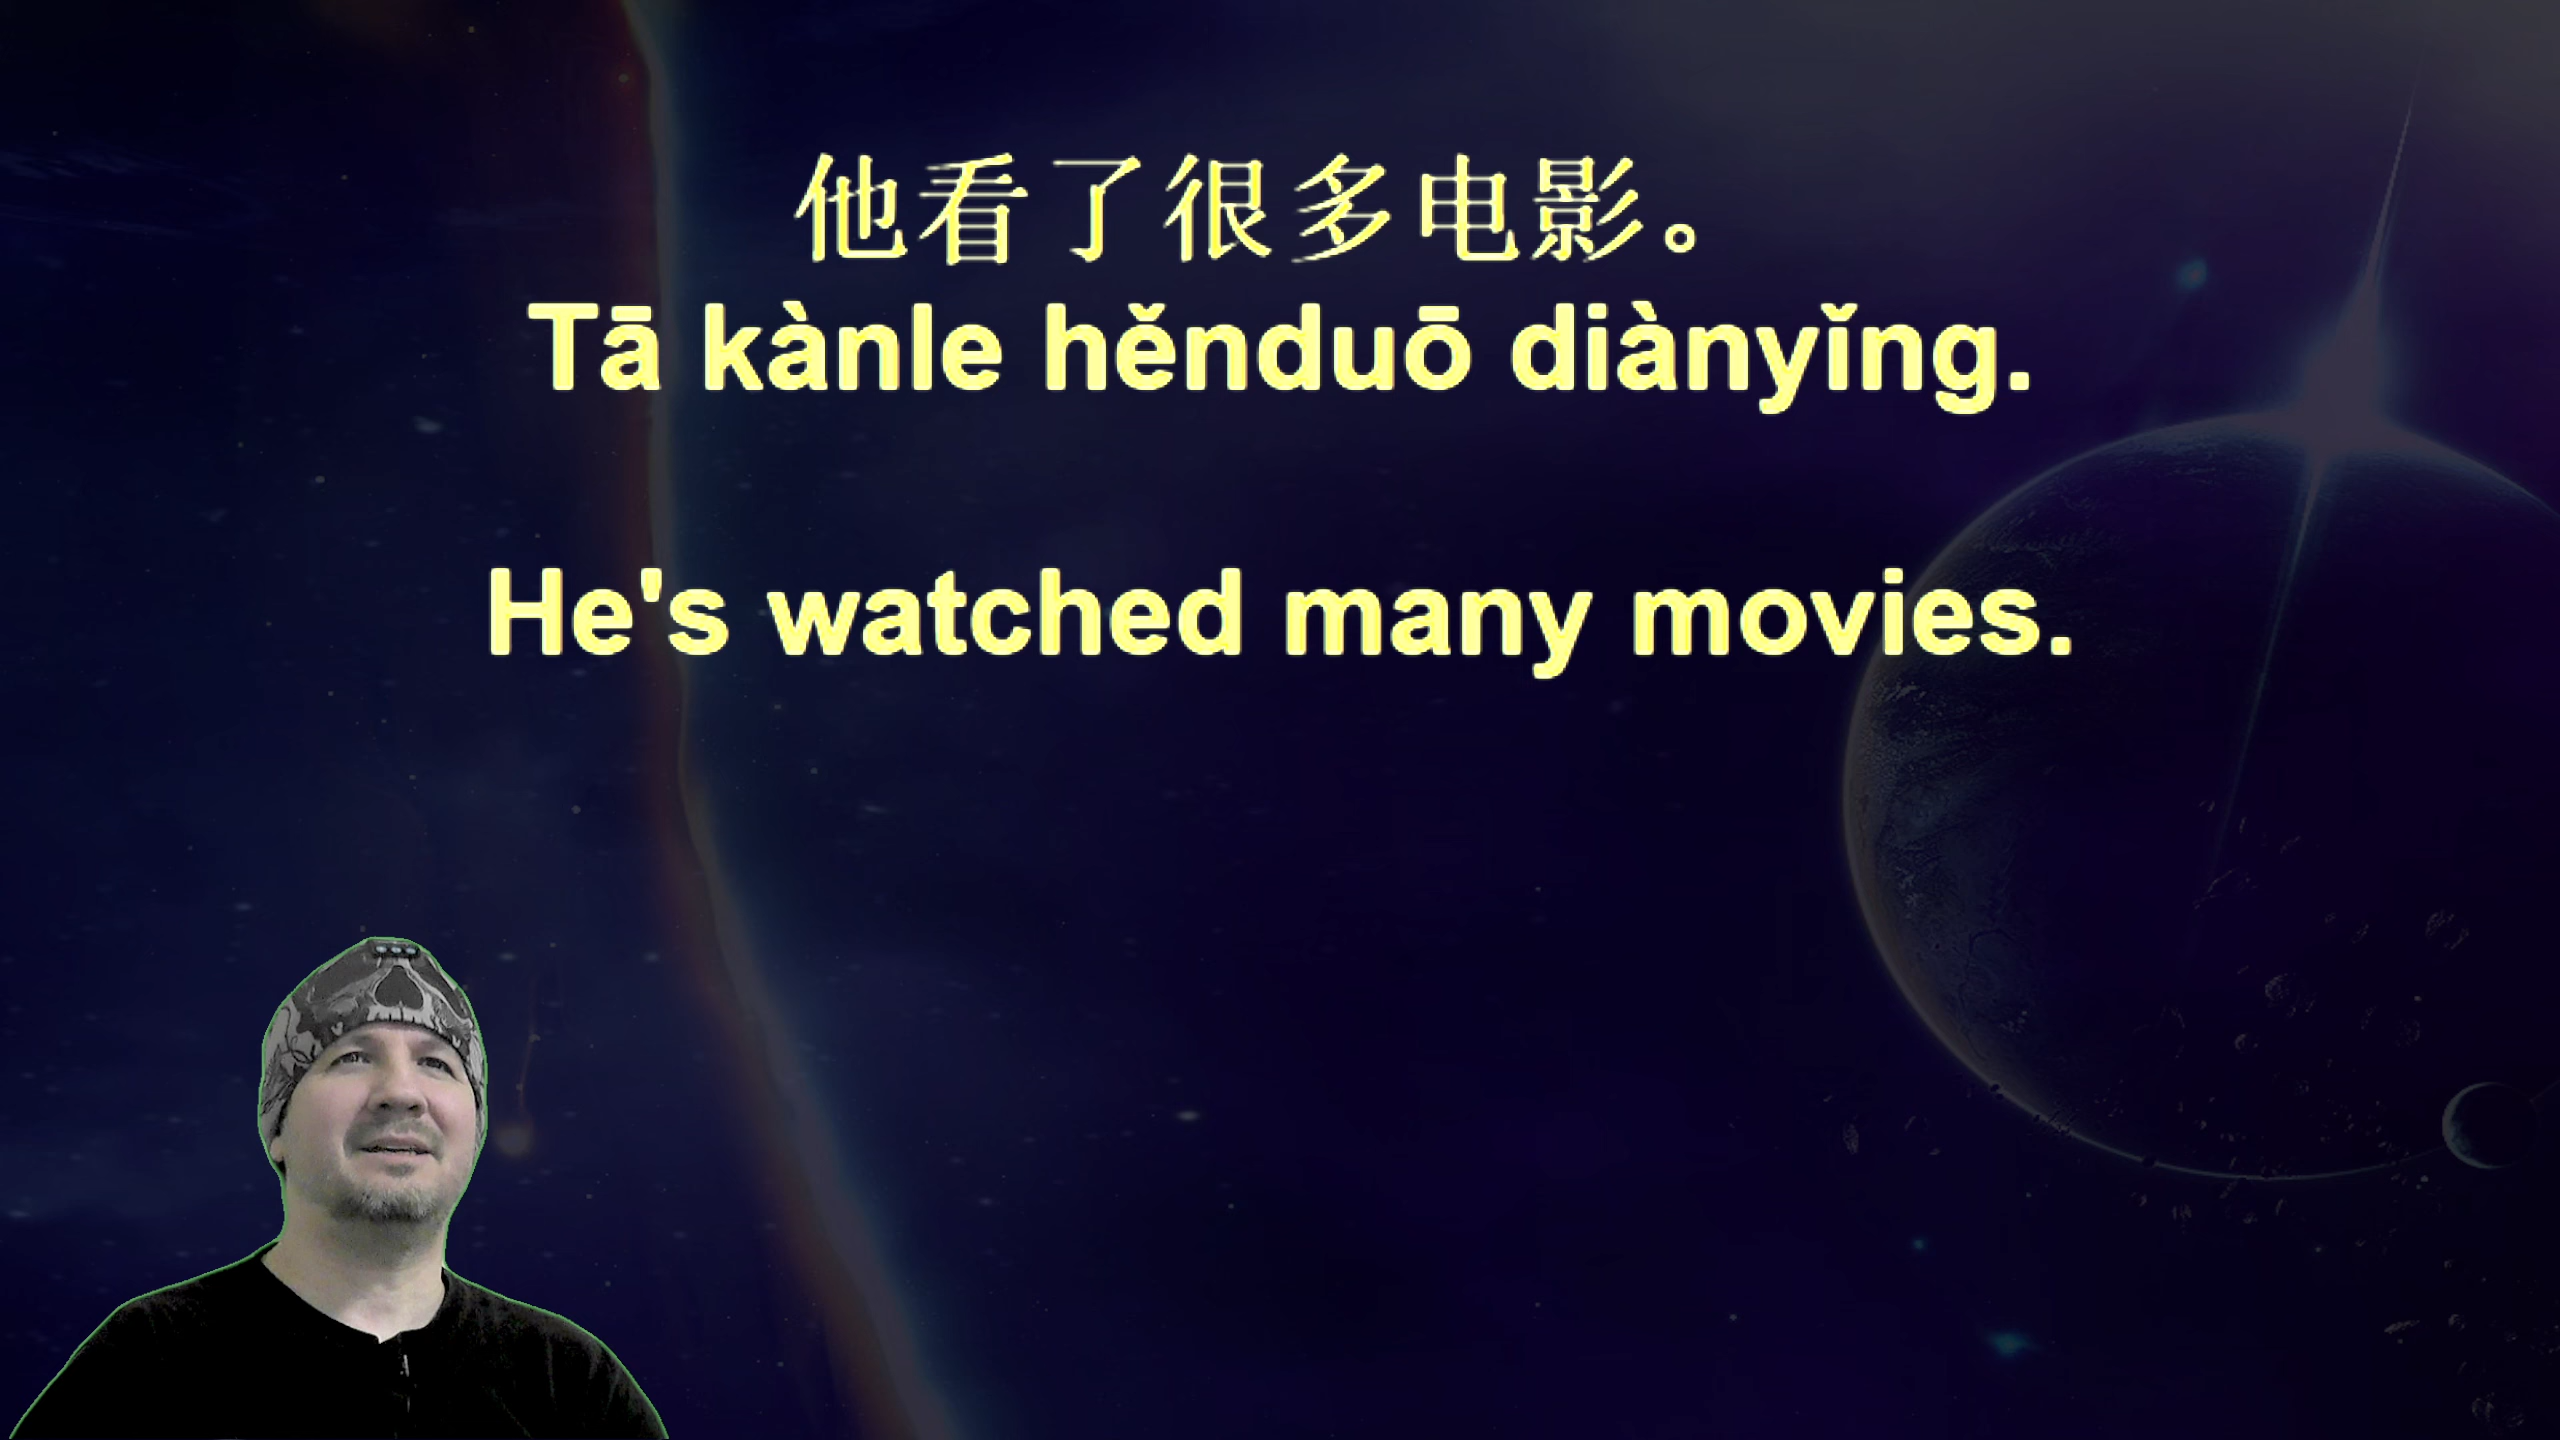 他看了很多电影。
Tā kànle hěnduō diànyǐng.
He's watched many movies.